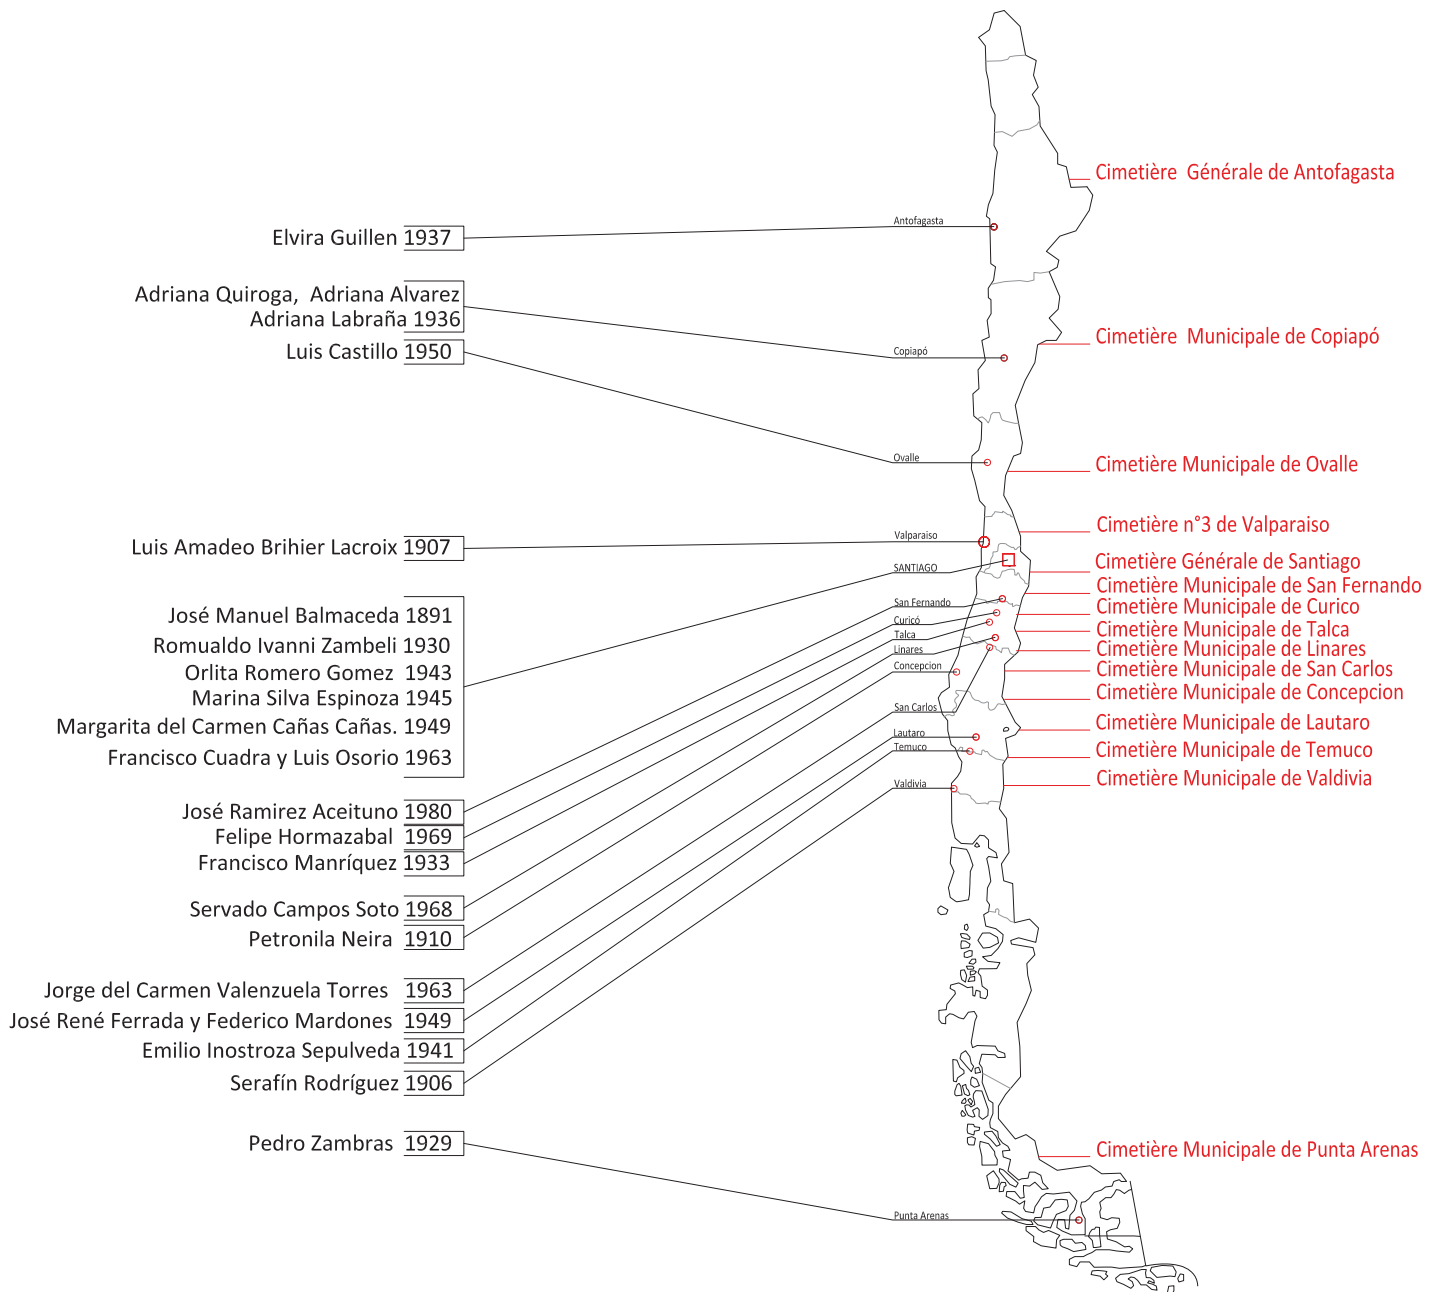 Elvira Guillen 1937
Adriana Quiroga,  Adriana Alvarez
Adriana Labraña 1936
Luis Castillo 1950
Luis Amadeo Brihier Lacroix 1907
José Manuel Balmaceda 1891
Romualdo Ivanni Zambeli 1930
Orlita Romero Gomez  1943
Marina Silva Espinoza 1945
Margarita del Carmen Cañas Cañas. 1949
Francisco Cuadra y Luis Osorio 1963
José Ramirez Aceituno 1980
Felipe Hormazabal  1969
Francisco Manríquez 1933
Servado Campos Soto 1968
Petronila Neira  1910
Jorge del Carmen Valenzuela Torres  1963
José René Ferrada y Federico Mardones  1949
Emilio Inostroza Sepulveda 1941
Serafín Rodríguez 1906
Pedro Zambras  1929
Antofagasta
Copiapó
Ovalle
Valparaiso
SANTIAGO
San Fernando
Curicó
Talca
Linares
Concepcion
San Carlos
Lautaro
Temuco
Valdivia
Punta Arenas
Cimetière  Générale de Antofagasta
Cimetière  Municipale de Copiapó
Cimetière Municipale de Ovalle
Cimetière n°3 de Valparaiso
Cimetière Générale de Santiago
Cimetière Municipale de San Fernando
Cimetière Municipale de Curico
Cimetière Municipale de Talca
Cimetière Municipale de Linares
Cimetière Municipale de San Carlos
Cimetière Municipale de Concepcion
Cimetière Municipale de Lautaro
Cimetière Municipale de Temuco
Cimetière Municipale de Valdivia
Cimetière Municipale de Punta Arenas